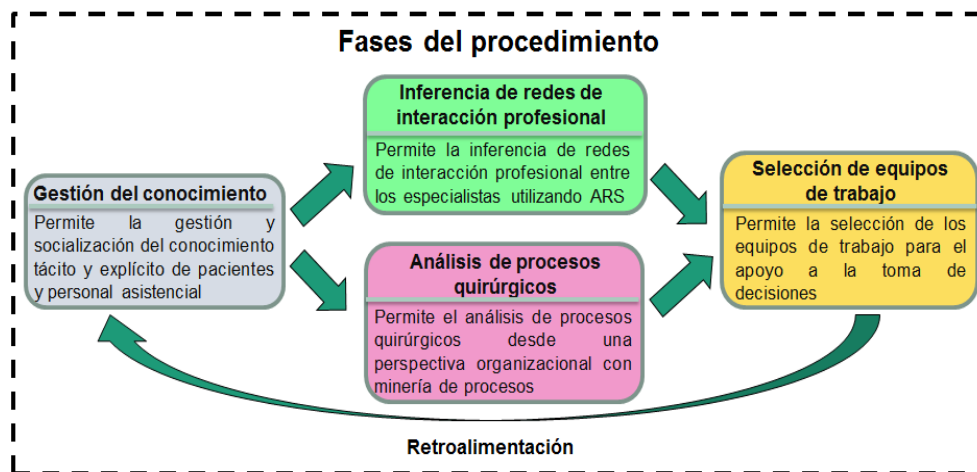 Fases del procedimiento
Gestión del conocimiento
Permite la gestión y
socialización del conocimiento
tácito y explícito de pacientes
y personal asistencial
Inferencia de redes de
interacción profesional
Permite la inferencia de redes
de interacción profesional entre
los especialistas utilizando ARS
Análisis de procesos
quirúrgicos
Permite el análisis de procesos
quirúrgicos desde una
perspectiva organizacional con
minería de procesos
Selección de equipos
de trabajo
Permite la selección de los
equipos de trabajo para el
apoyo a la toma de
decisiones
Retroalimentación